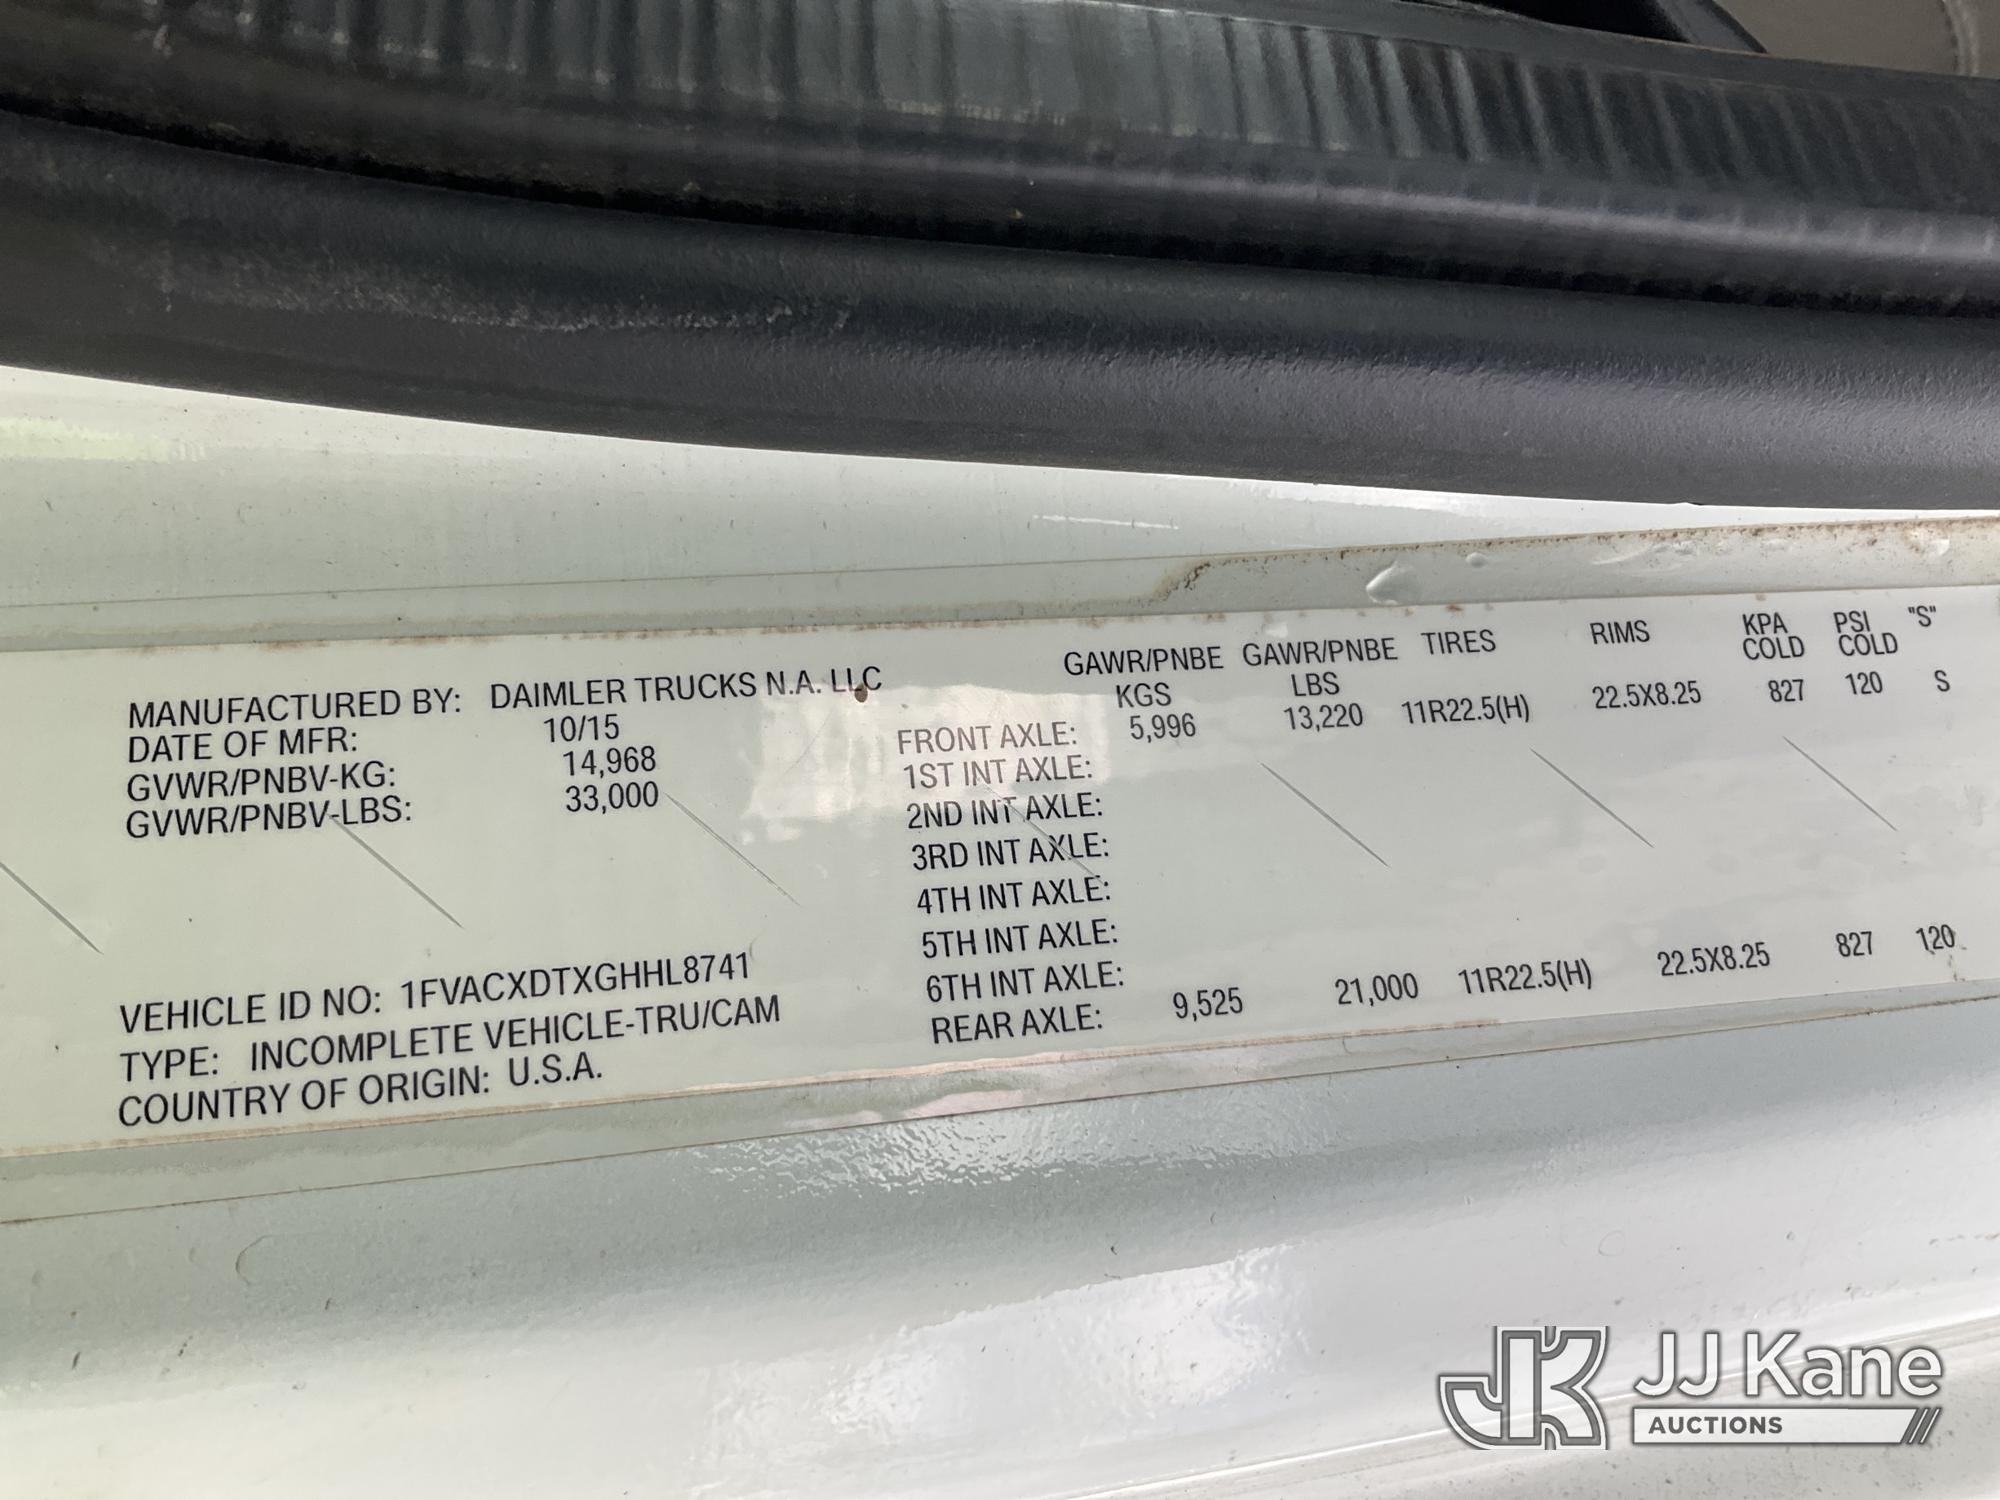 MANUFACTURED BY: DAIMLER TRUCKS N.A. LLC
DATE OF MFR: 10/15
GVWR/PNBV-KG: 14,968
GVWR/PNBV-LBS: 33,000
VEHICLE ID NO: 1FVACXDTXGHHL8741
TYPE: INCOMPLETE VEHICLE-TRU/CAM
COUNTRY OF ORIGIN: U.S.A.
GAWR/PNBE GAWR/PNBE TIRES RIMS KPA PSI "S"
KGS LBS COLD COLD
FRONT AXLE: 5,996 13,220 11R22.5(H) 22.5X8.25 827 120 S
1ST INT AXLE:
2ND INT AXLE:
3RD INT AXLE:
4TH INT AXLE:
5TH INT AXLE:
6TH INT AXLE:
REAR AXLE: 9,525 21,000 11R22.5(H) 22.5X8.25 827 120
JK JJ Kane
AUCTIONS